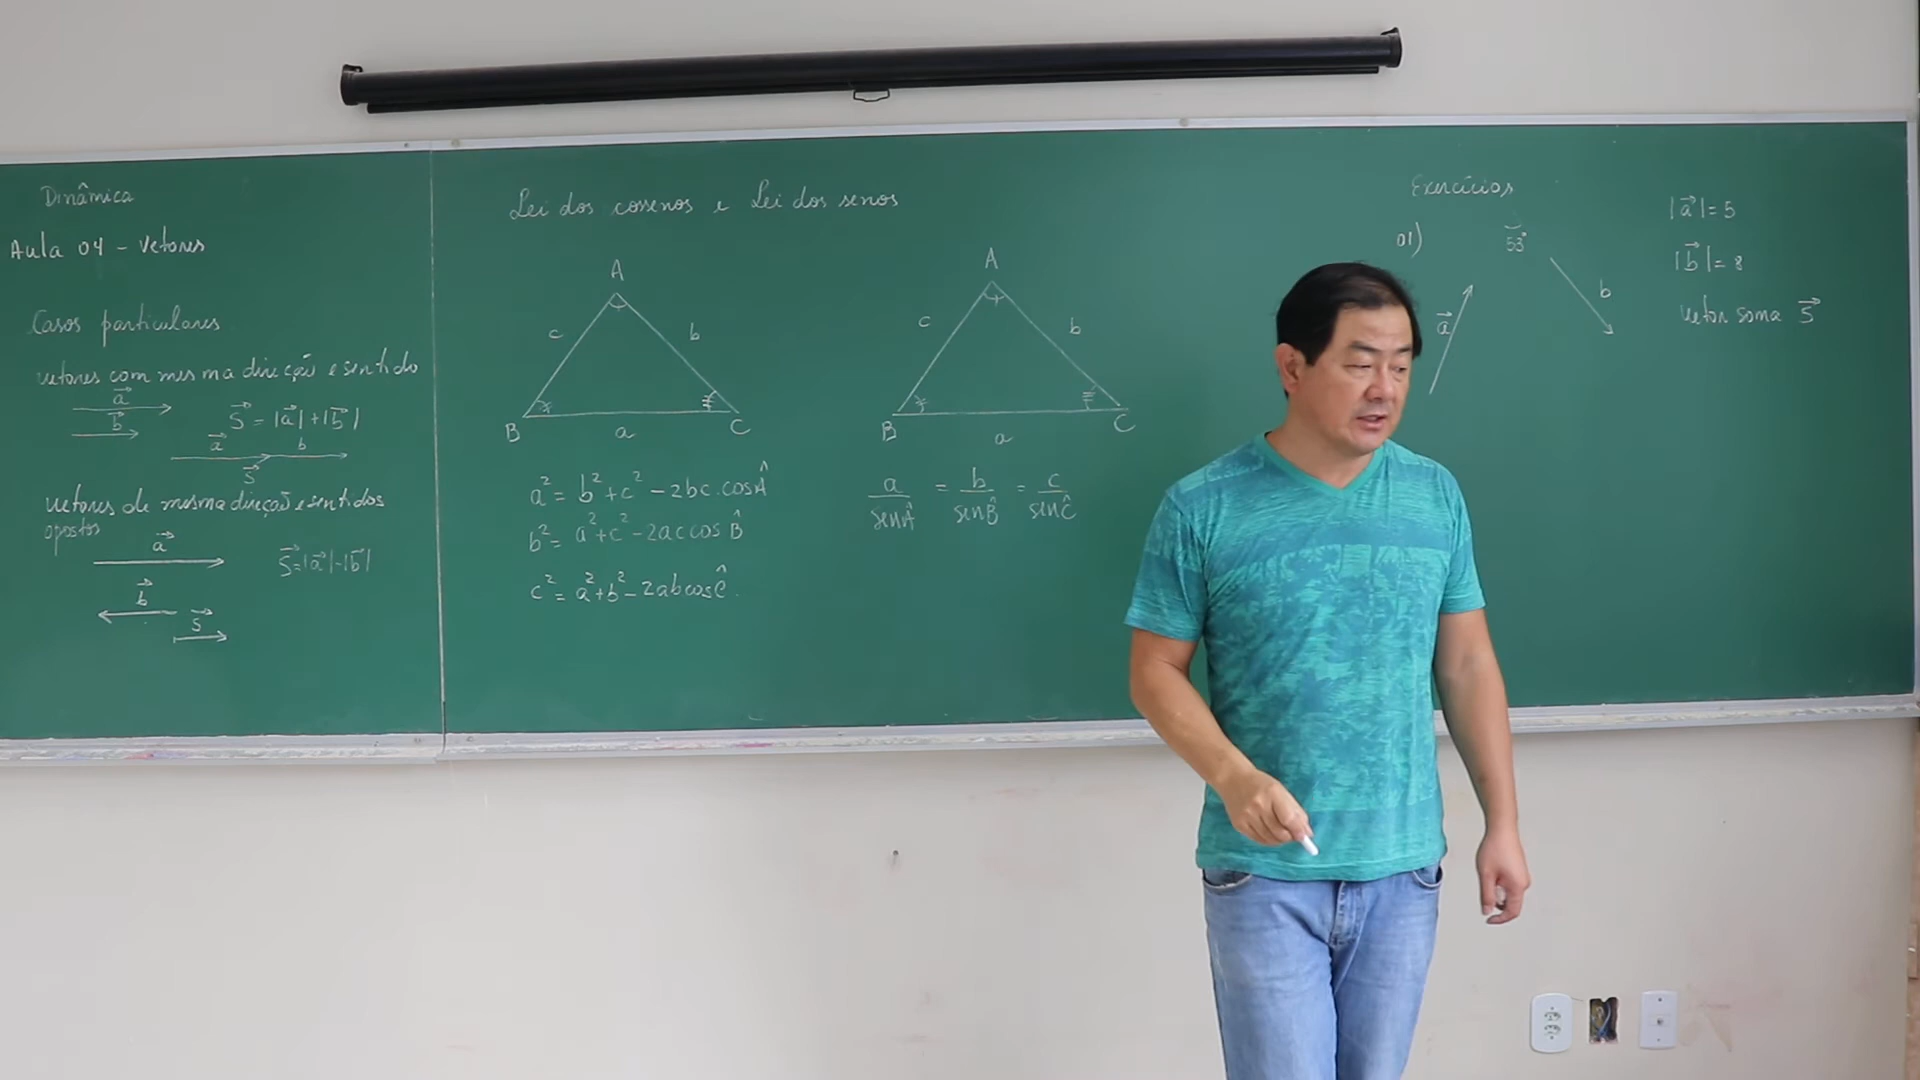 Dinâmica
Aula 04 - Vetores
Casos particulares
vetores com mesma direção e sentido
a⃗
b⃗
S⃗ = |a⃗| + |b⃗|
a⃗ b
S⃗
vetores de mesma direção e sentidos
opostos
a⃗
S⃗ = |a⃗| - |b⃗|
b⃗
S⃗
Lei dos cossenos e Lei dos senos
A
c b
B a C
a² = b² + c² - 2bc.cosÂ
b² = a² + c² - 2accosB̂
c² = a² + b² - 2abcosĈ.
A
c b
B a C
a/senÂ = b/senB̂ = c/senĈ
Exercícios
01) 53°
a⃗ b
|a⃗| = 5
|b⃗| = 8
vetor soma S⃗